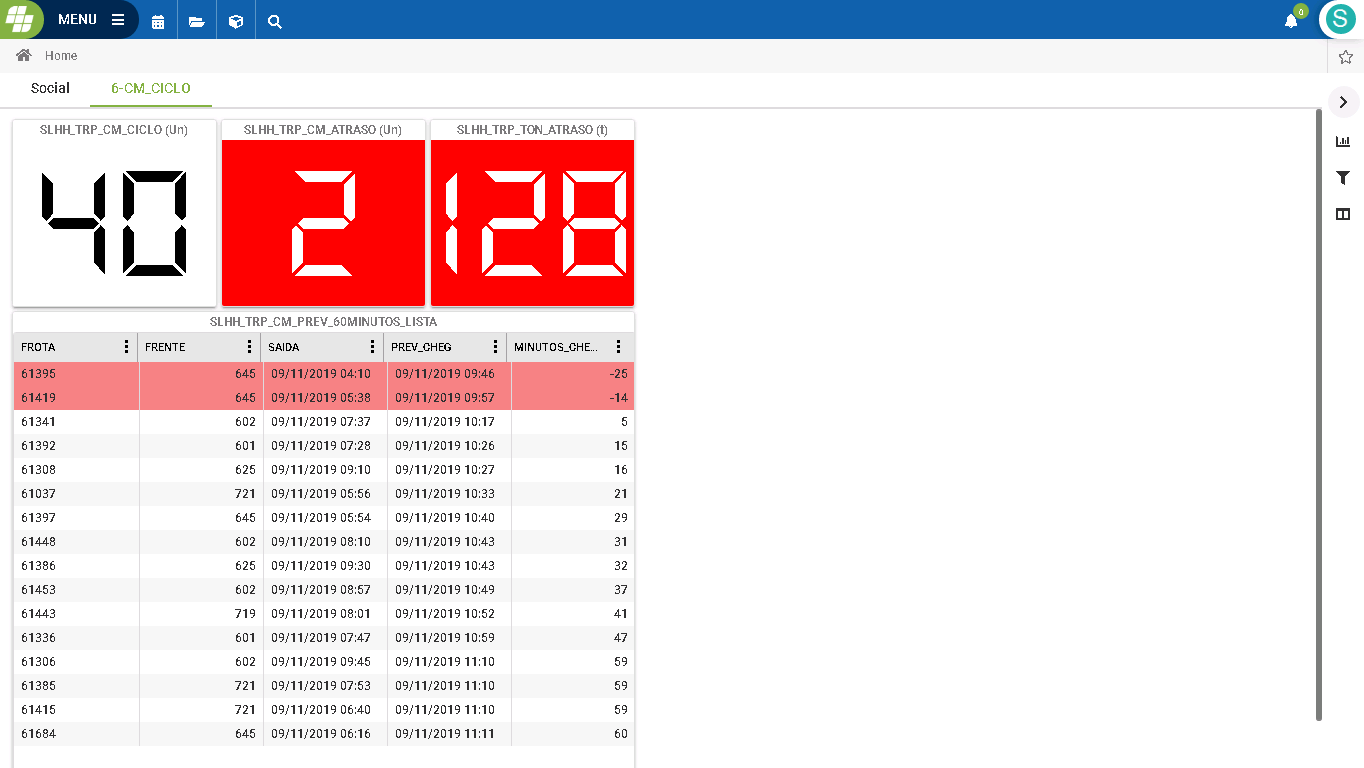 MENU
0
S
Home
Social 6-CM_CICLO
SLHH_TRP_CM_CICLO (Un) SLHH_TRP_CM_ATRASO (Un) SLHH_TRP_TON_ATRASO (t)
40 2 128
SLHH_TRP_CM_PREV_60MINUTOS_LISTA
FROTA FRENTE SAIDA PREV_CHEG MINUTOS_CHE...
61395 645 09/11/2019 04:10 09/11/2019 09:46 -25
61419 645 09/11/2019 05:38 09/11/2019 09:57 -14
61341 602 09/11/2019 07:37 09/11/2019 10:17 5
61392 601 09/11/2019 07:28 09/11/2019 10:26 15
61308 625 09/11/2019 09:10 09/11/2019 10:27 16
61037 721 09/11/2019 05:56 09/11/2019 10:33 21
61397 645 09/11/2019 05:54 09/11/2019 10:40 29
61448 602 09/11/2019 08:10 09/11/2019 10:43 31
61386 625 09/11/2019 09:30 09/11/2019 10:43 32
61453 602 09/11/2019 08:57 09/11/2019 10:49 37
61443 719 09/11/2019 08:01 09/11/2019 10:52 41
61336 601 09/11/2019 07:47 09/11/2019 10:59 47
61306 602 09/11/2019 09:45 09/11/2019 11:10 59
61385 721 09/11/2019 07:53 09/11/2019 11:10 59
61415 721 09/11/2019 06:40 09/11/2019 11:10 59
61684 645 09/11/2019 06:16 09/11/2019 11:11 60